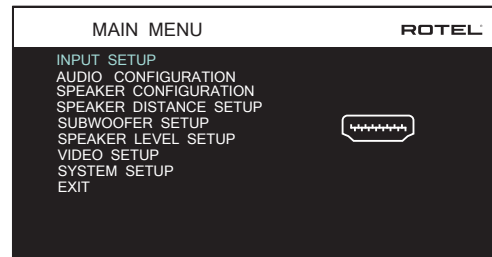 MAIN MENU
ROTEL
INPUT SETUP
AUDIO CONFIGURATION
SPEAKER CONFIGURATION
SPEAKER DISTANCE SETUP
SUBWOOFER SETUP
SPEAKER LEVEL SETUP
VIDEO SETUP
SYSTEM SETUP
EXIT